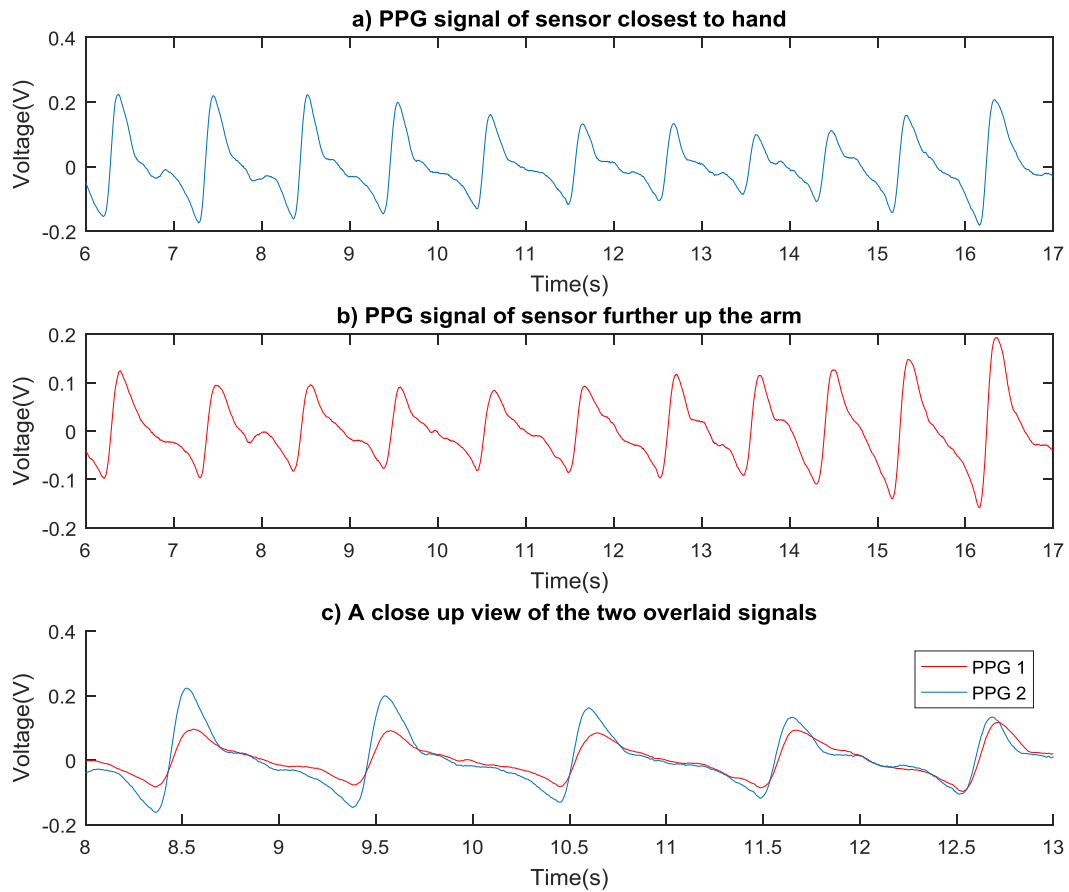 a) PPG signal of sensor closest to hand
0.4
0.2
0
-0.2
Voltage(V)
6 7 8 9 10 11 12 13 14 15 16 17
Time(s)
b) PPG signal of sensor further up the arm
0.2
0.1
0
-0.1
-0.2
Voltage(V)
6 7 8 9 10 11 12 13 14 15 16 17
Time(s)
c) A close up view of the two overlaid signals
0.4
0.2
0
-0.2
Voltage(V)
PPG 1
PPG 2
8 8.5 9 9.5 10 10.5 11 11.5 12 12.5 13
Time(s)